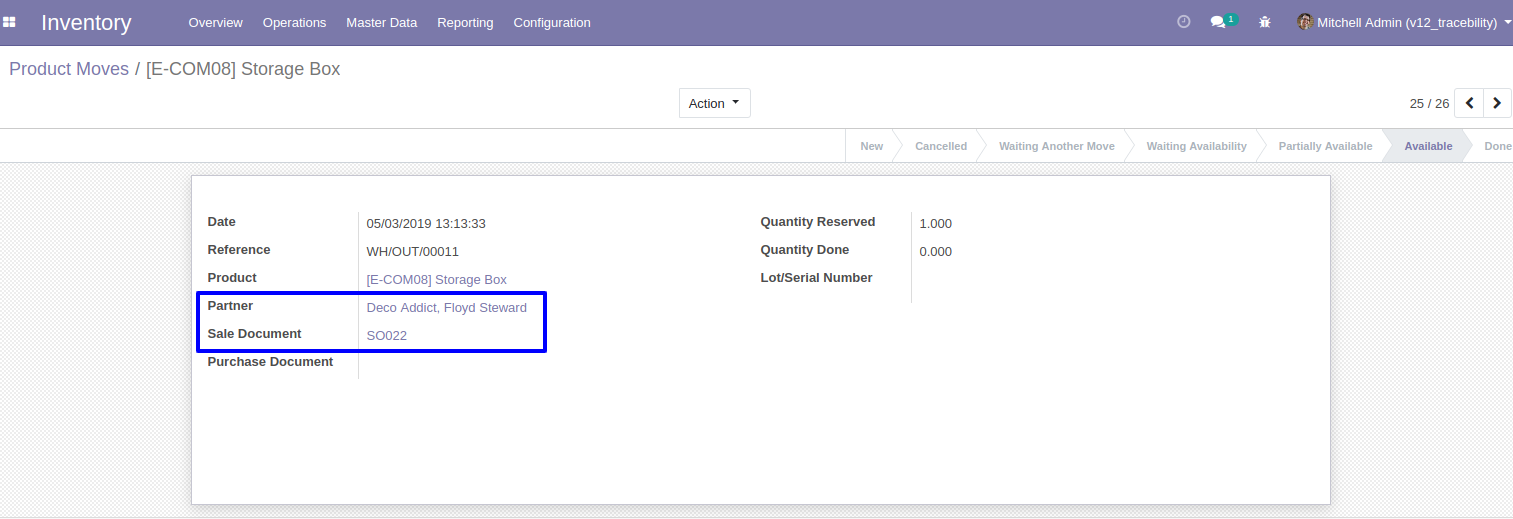 Inventory Overview Operations Master Data Reporting Configuration 1 Mitchell Admin (v12_tracebility)
Product Moves / [E-COM08] Storage Box
Action 25 / 26
New Cancelled Waiting Another Move Waiting Availability Partially Available Available Done
Date 05/03/2019 13:13:33 Quantity Reserved 1.000
Reference WH/OUT/00011 Quantity Done 0.000
Product [E-COM08] Storage Box Lot/Serial Number
Partner Deco Addict, Floyd Steward
Sale Document SO022
Purchase Document